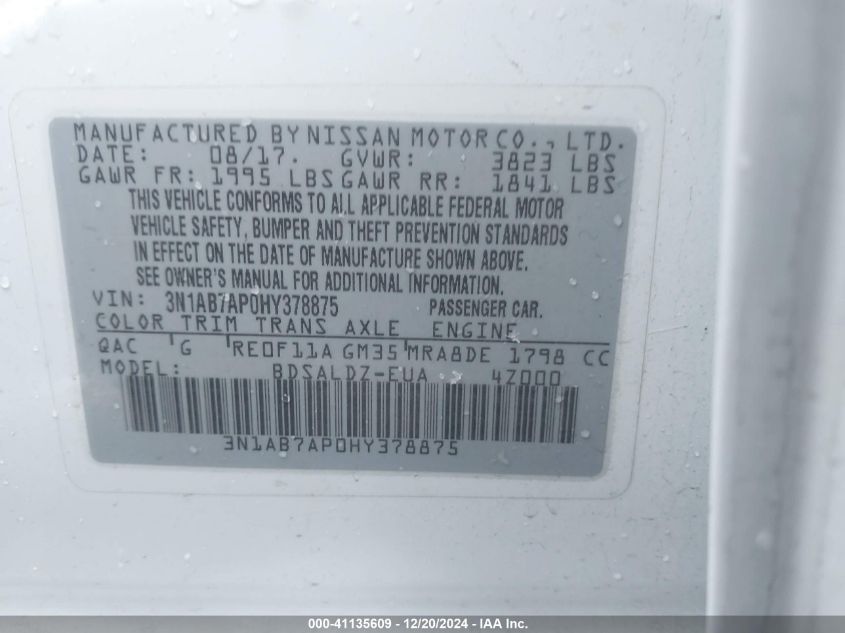 MANUFACTURED BY NISSAN MOTOR CO., LTD.
DATE: 08/17. GVWR: 3823 LBS
GAWR FR: 1995 LBS GAWR RR: 1841 LBS
THIS VEHICLE CONFORMS TO ALL APPLICABLE FEDERAL MOTOR
VEHICLE SAFETY, BUMPER AND THEFT PREVENTION STANDARDS
IN EFFECT ON THE DATE OF MANUFACTURE SHOWN ABOVE.
SEE OWNER'S MANUAL FOR ADDITIONAL INFORMATION.
VIN: 3N1AB7AP0HY378875 PASSENGER CAR.
COLOR TRIM TRANS AXLE ENGINE
QAC G RE0F11A GM35 MRA8DE 1798 CC
MODEL: BDSALDZ-EUA 4Z000
3N1AB7AP0HY378875
000-41135609 - 12/20/2024 - IAA Inc.